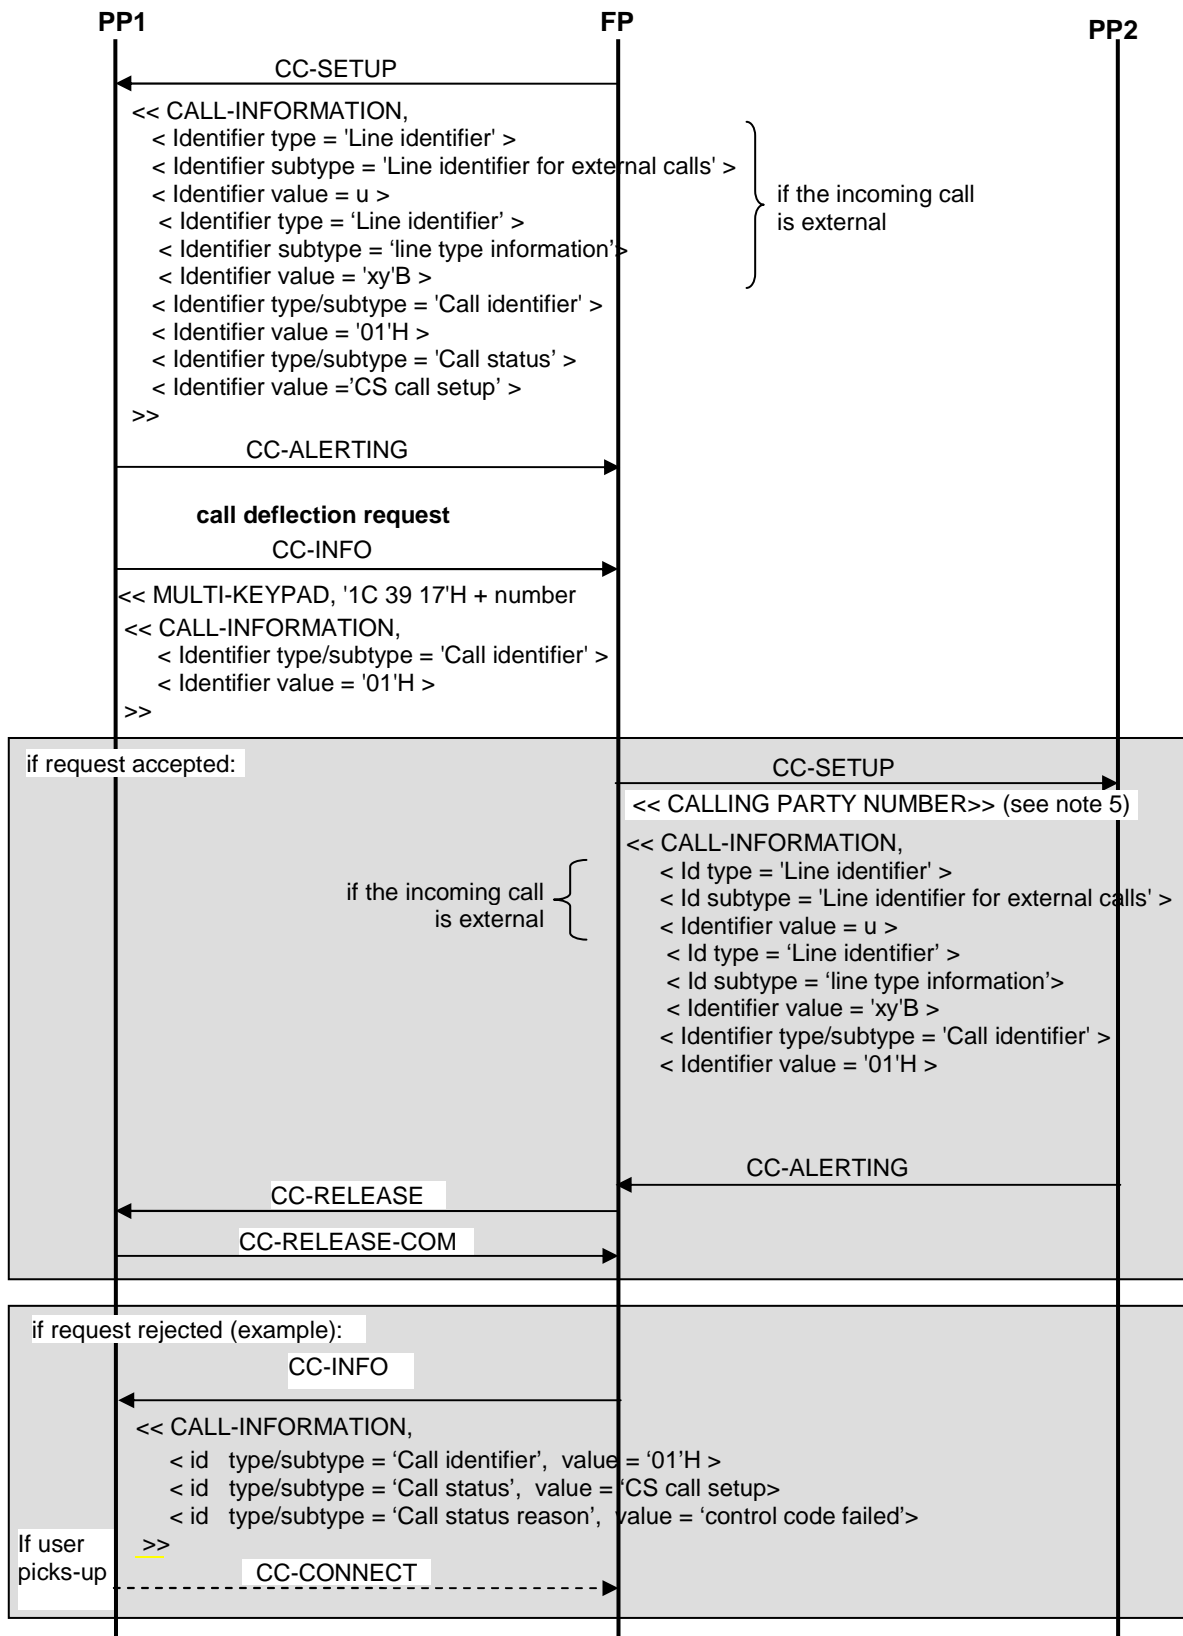 PP1 FP PP2
CC-SETUP
<< CALL-INFORMATION,
< Identifier type = 'Line identifier' >
< Identifier subtype = 'Line identifier for external calls' >
< Identifier value = u >
< Identifier type = ‘Line identifier’ >
< Identifier subtype = ‘line type information’>
< Identifier value = 'xy'B >
if the incoming call
is external
< Identifier type/subtype = 'Call identifier' >
< Identifier value = '01'H >
< Identifier type/subtype = 'Call status’ >
< Identifier value =’CS call setup’ >
>>
CC-ALERTING
call deflection request
CC-INFO
<< MULTI-KEYPAD, '1C 39 17'H + number
<< CALL-INFORMATION,
< Identifier type/subtype = 'Call identifier' >
< Identifier value = '01'H >
>>
if request accepted:
CC-SETUP
<< CALLING PARTY NUMBER>> (see note 5)
<< CALL-INFORMATION,
< Id type = 'Line identifier' >
< Id subtype = 'Line identifier for external calls' >
< Identifier value = u >
if the incoming call
is external
< Id type = ‘Line identifier’ >
< Id subtype = ‘line type information’>
< Identifier value = 'xy'B >
< Identifier type/subtype = 'Call identifier' >
< Identifier value = '01'H >
CC-ALERTING
CC-RELEASE
CC-RELEASE-COM
if request rejected (example):
CC-INFO
<< CALL-INFORMATION,
< id type/subtype = ‘Call identifier’, value = ‘01’H >
< id type/subtype = ‘Call status’, value = ‘CS call setup>
< id type/subtype = ‘Call status reason’, value = ‘control code failed’>
>>
If user
picks-up
CC-CONNECT